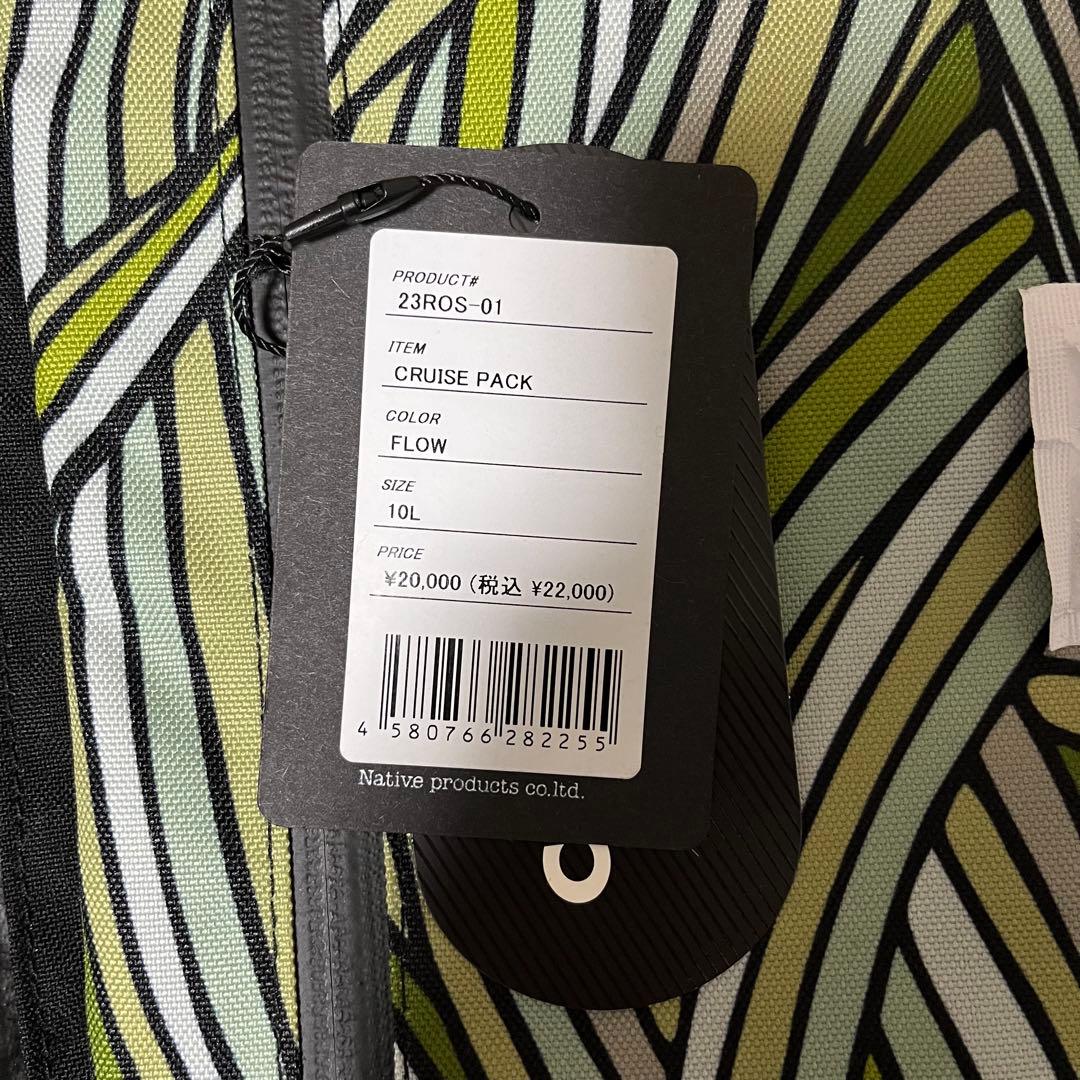 PRODUCT#
23ROS-01
ITEM
CRUISE PACK
COLOR
FLOW
SIZE
10L
PRICE
¥20,000 (税込 ¥22,000)
4 580766 282255
Native products co.ltd.